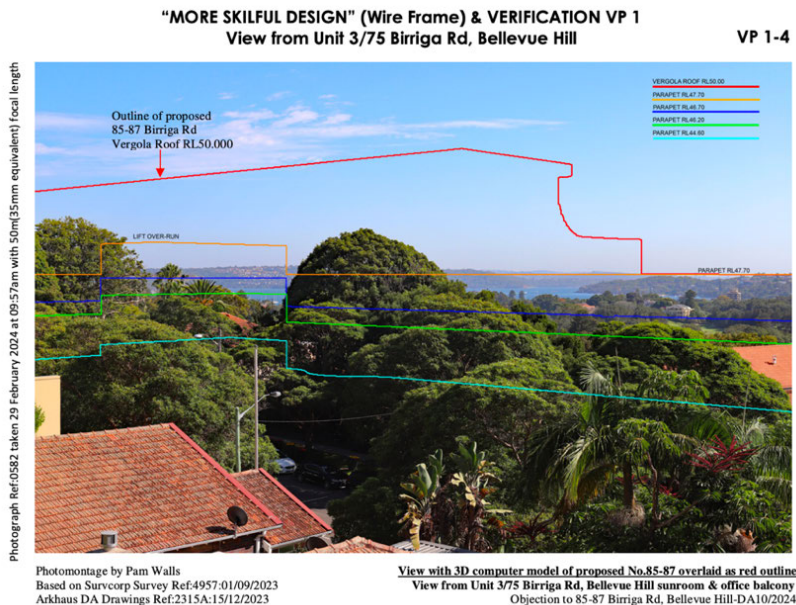 “MORE SKILFUL DESIGN” (Wire Frame) & VERIFICATION VP 1
View from Unit 3/75 Birriga Rd, Bellevue Hill
VP 1-4
Photograph Ref:0582 taken 29 February 2024 at 09:57am with 50m(35mm equivalent) focal length
VERGOLA ROOF RL50.00
PARAPET RL47.70
PARAPET RL46.70
PARAPET RL46.20
PARAPET RL44.60
Outline of proposed
85-87 Birriga Rd
Vergola Roof RL50.000
LIFT OVER-RUN
PARAPET RL47.70
Photomontage by Pam Walls
Based on Survcorp Survey Ref:4957:01/09/2023
Arkhaus DA Drawings Ref:2315A:15/12/2023
View with 3D computer model of proposed No.85-87 overlaid as red outline
View from Unit 3/75 Birriga Rd, Bellevue Hill sunroom & office balcony
Objection to 85-87 Birriga Rd, Bellevue Hill-DA10/2024